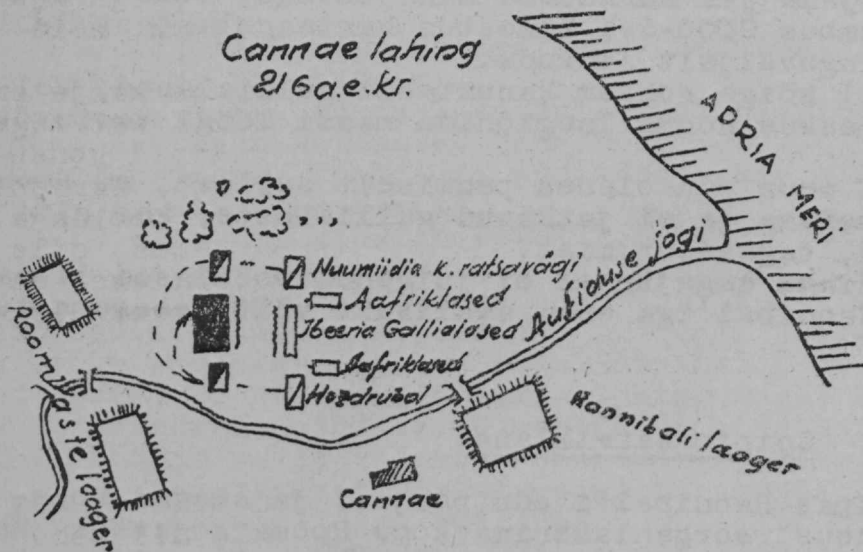 Cannae lahing
216 a.e.kr.
ADRIA MERI
Aufiduse jõgi
Nuumiidia k. ratsavägi
Aafriklased
Ibeeria Gallialased
Aafriklased
Hazdrubal
Roomlaste laager
Hannibali laager
Cannae